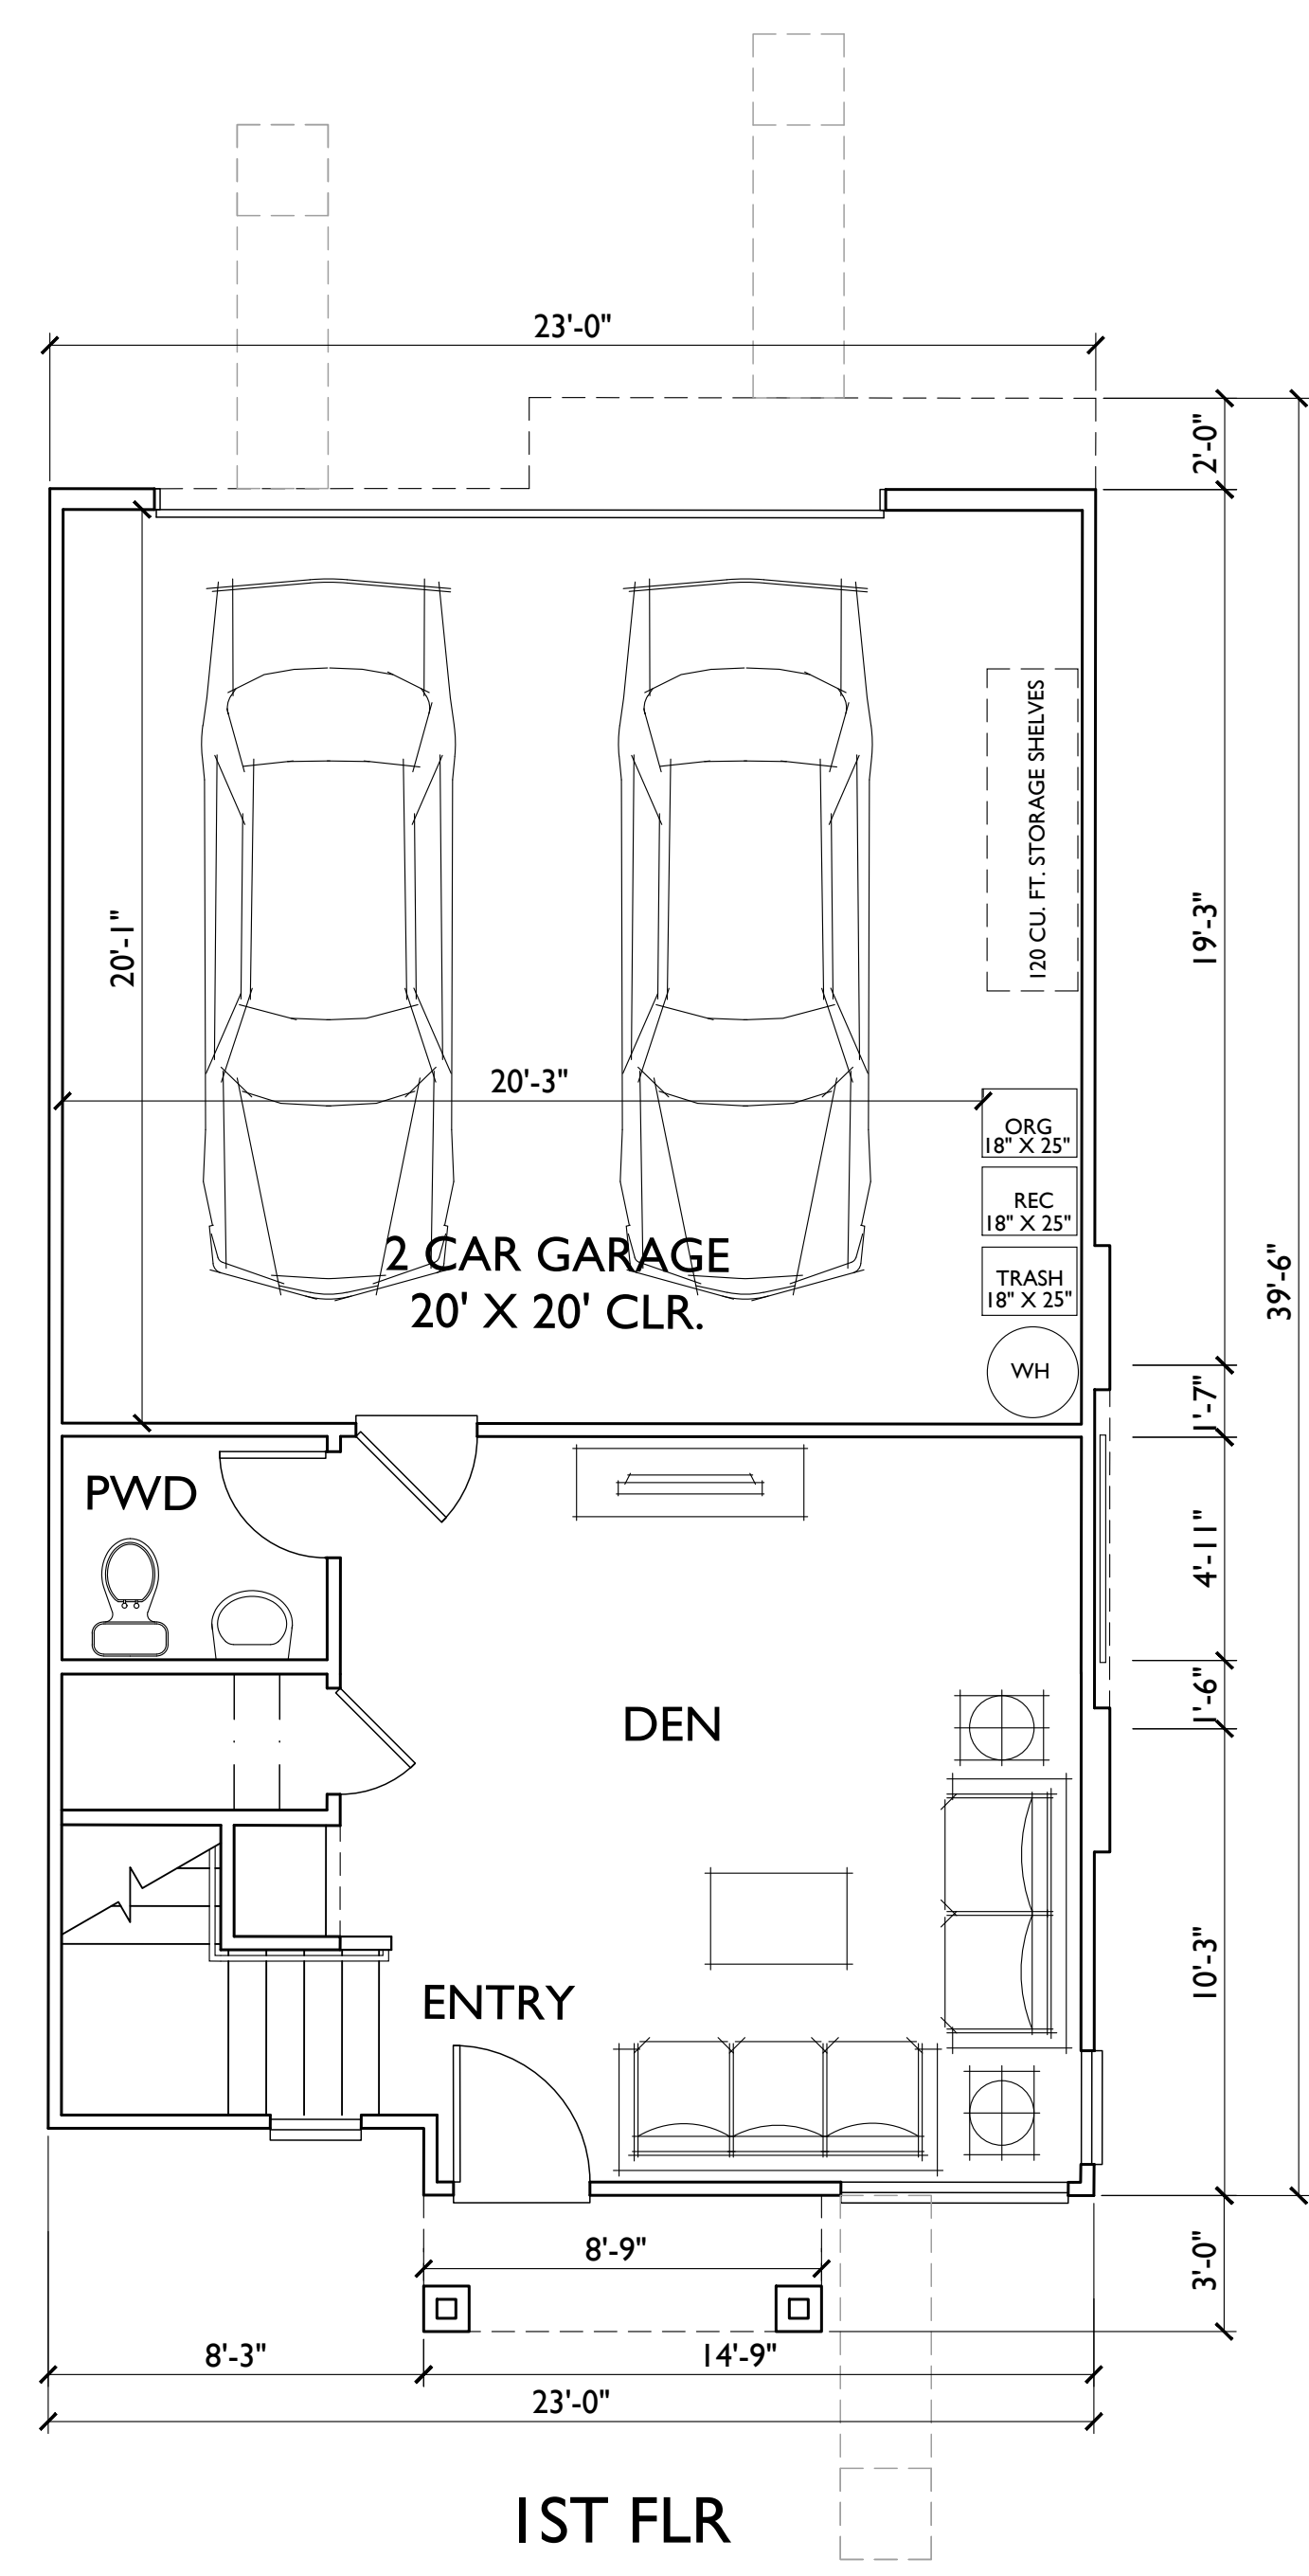 23'-0"
2'-0"
20'-1"
120 CU. FT. STORAGE SHELVES
19'-3"
20'-3"
ORG
18" X 25"
REC
18" X 25"
TRASH
18" X 25"
2 CAR GARAGE
20' X 20' CLR.
39'-6"
WH
1'-7"
PWD
4'-11"
1'-6"
DEN
10'-3"
ENTRY
3'-0"
8'-9"
8'-3"
14'-9"
23'-0"
1ST FLR